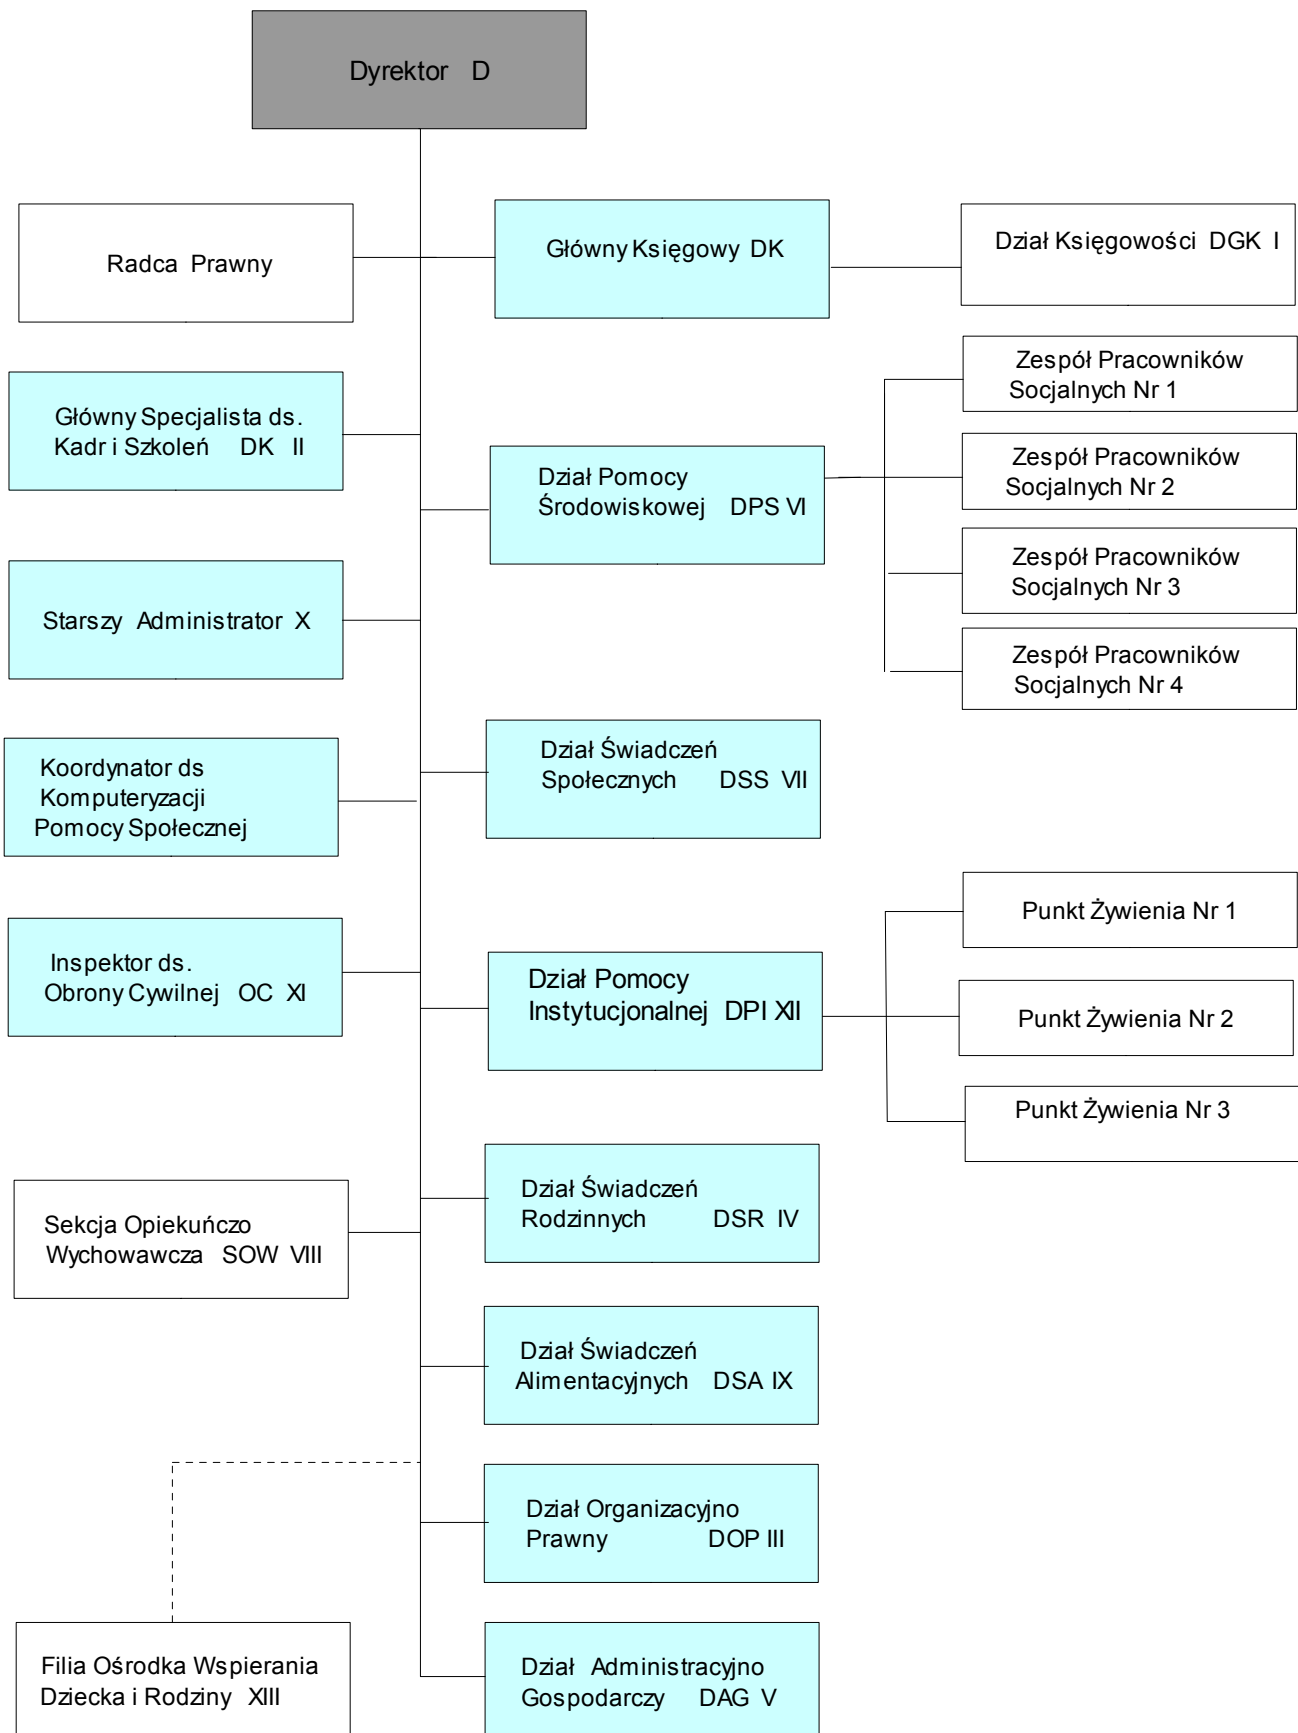 Dyrektor D
Radca Prawny
Główny Księgowy DK
Dział Księgowości DGK I
Zespół Pracowników
Socjalnych Nr 1
Główny Specjalista ds.
Kadr i Szkoleń DK II
Dział Pomocy
Środowiskowej DPS VI
Zespół Pracowników
Socjalnych Nr 2
Zespół Pracowników
Socjalnych Nr 3
Starszy Administrator X
Zespół Pracowników
Socjalnych Nr 4
Koordynator ds
Komputeryzacji
Pomocy Społecznej
Dział Świadczeń
Społecznych DSS VII
Inspektor ds.
Obrony Cywilnej OC XI
Dział Pomocy
Instytucjonalnej DPI XII
Punkt Żywienia Nr 1
Punkt Żywienia Nr 2
Punkt Żywienia Nr 3
Sekcja Opiekuńczo
Wychowawcza SOW VIII
Dział Świadczeń
Rodzinnych DSR IV
Dział Świadczeń
Alimentacyjnych DSA IX
Dział Organizacyjno
Prawny DOP III
Filia Ośrodka Wspierania
Dziecka i Rodziny XIII
Dział Administracyjno
Gospodarczy DAG V